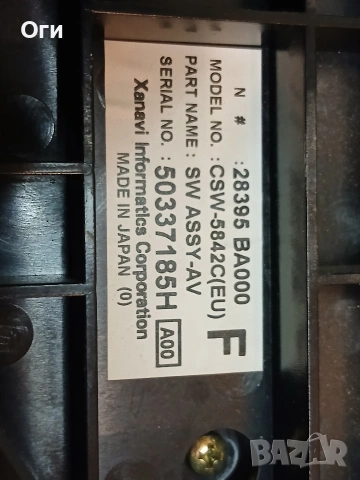 Оги
N # : 28395 BA000
MODEL NO. : CSW-5842C(EU)
PART NAME : SW ASSY-AV
SERIAL NO. : 50337185H A00
Xanavi Informatics Corporation
MADE IN JAPAN (0)
F
BAZAR